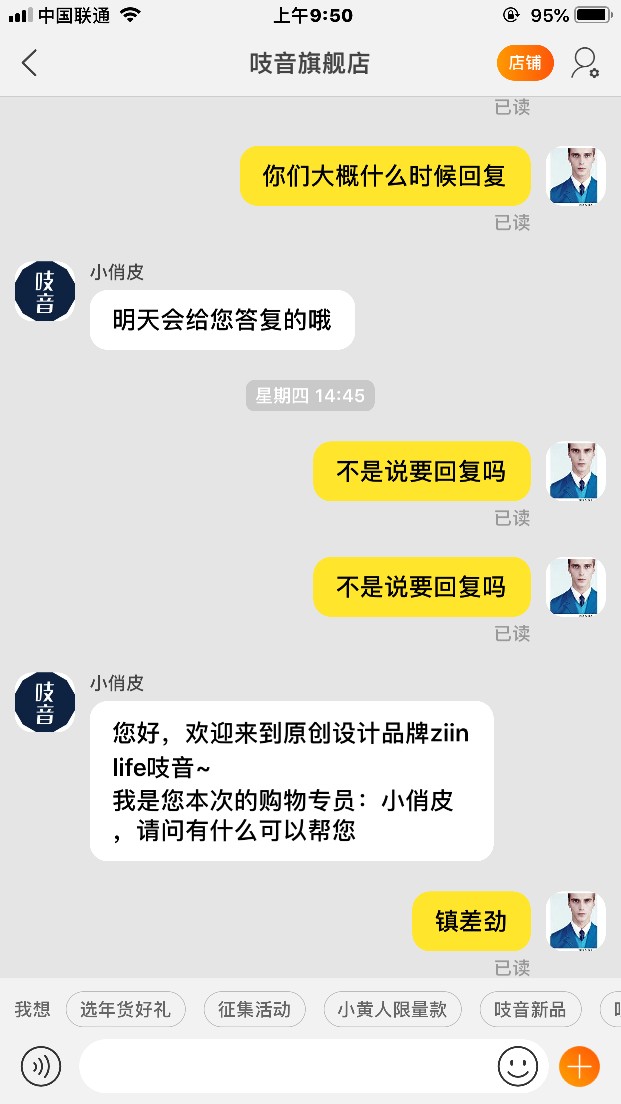 中国联通 上午9:50 95%
吱音旗舰店 店铺
已读
你们大概什么时候回复
已读
吱音
小俏皮
明天会给您答复的哦
星期四 14:45
不是说要回复吗
已读
不是说要回复吗
已读
吱音
小俏皮
您好，欢迎来到原创设计品牌ziin
life吱音~
我是您本次的购物专员：小俏皮
，请问有什么可以帮您
镇差劲
已读
我想 选年货好礼 征集活动 小黄人限量款 吱音新品